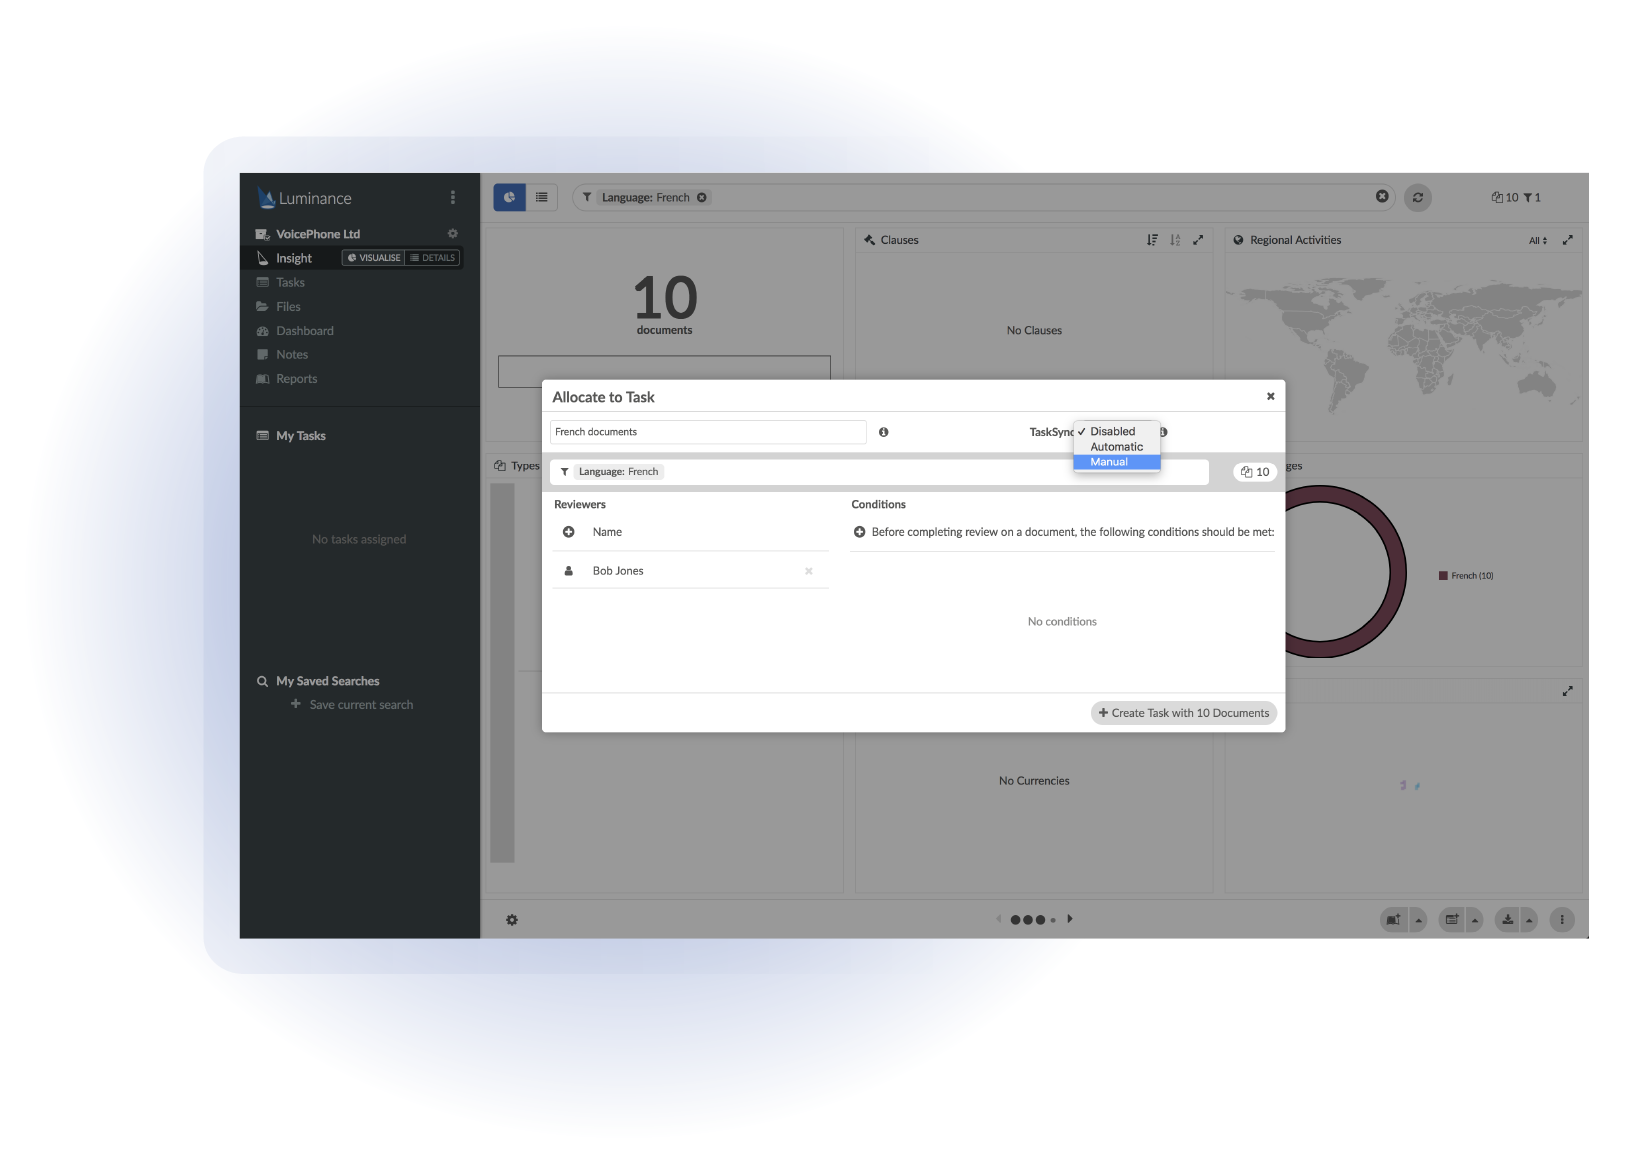 Luminance
VoicePhone Ltd
Insight VISUALISE DETAILS
Tasks
Files
Dashboard
Notes
Reports
My Tasks
No tasks assigned
My Saved Searches
Save current search
Language: French
10 1
10
documents
Clauses
No Clauses
Regional Activities All
Types
ges
French (10)
No Currencies
Allocate to Task
French documents
TaskSync
Disabled
Automatic
Manual
Language: French
10
Reviewers
Name
Bob Jones
Conditions
Before completing review on a document, the following conditions should be met:
No conditions
Create Task with 10 Documents